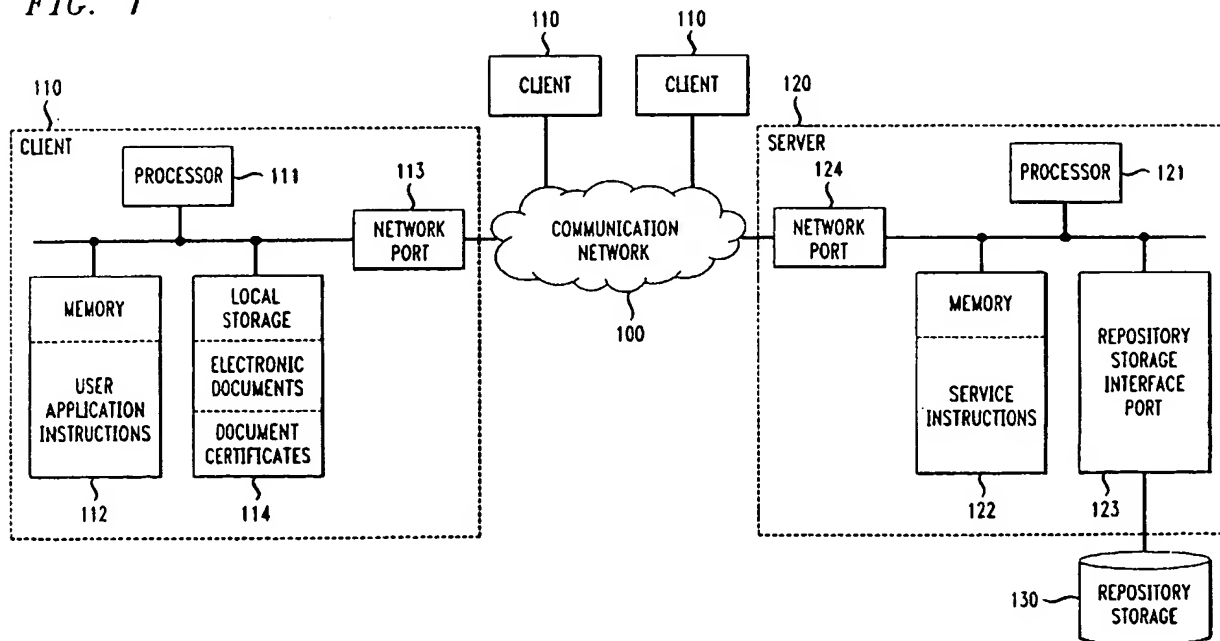 FIG. 1
110
110
CLIENT
CLIENT
110
120
CLIENT
SERVER
PROCESSOR
111
113
NETWORK
PORT
COMMUNICATION
NETWORK
100
124
NETWORK
PORT
PROCESSOR
121
MEMORY
USER
APPLICATION
INSTRUCTIONS
112
LOCAL
STORAGE
ELECTRONIC
DOCUMENTS
DOCUMENT
CERTIFICATES
114
MEMORY
SERVICE
INSTRUCTIONS
122
REPOSITORY
STORAGE
INTERFACE
PORT
123
130
REPOSITORY
STORAGE